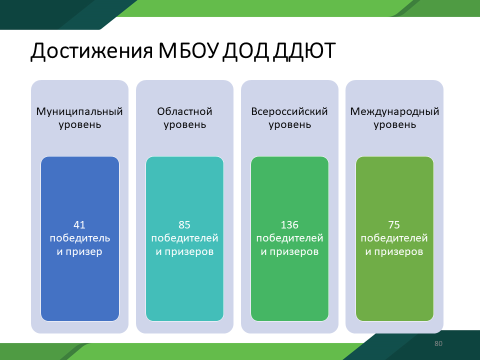 Достижения МБОУ ДОД ДДЮТ
Муниципальный
уровень
41
победитель
и призер
Областной
уровень
85
победителей
и призеров
Всероссийский
уровень
136
победителей
и призеров
Международный
уровень
75
победителей
и призеров
80